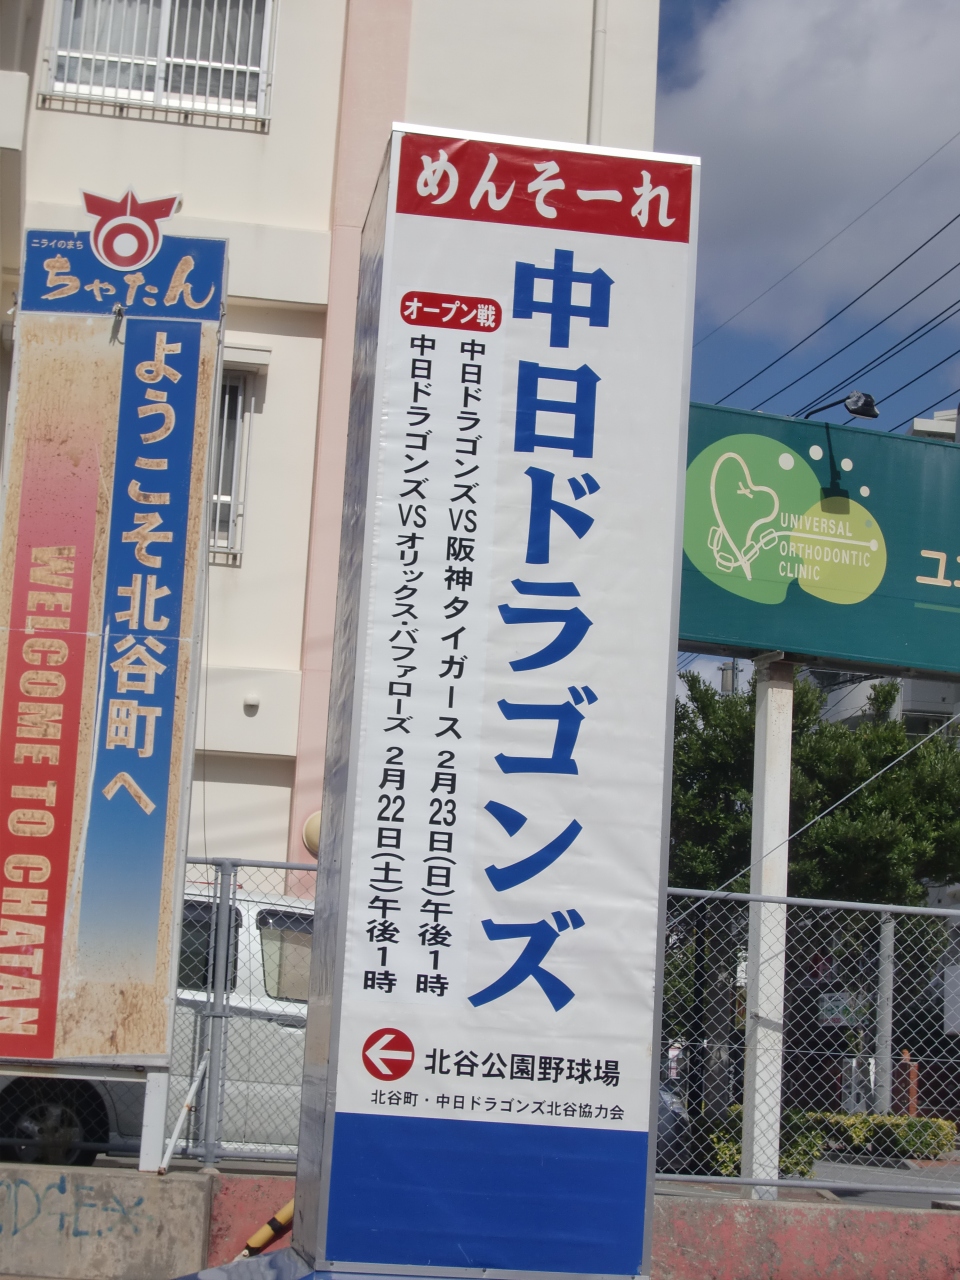 めんそーれ
中日ドラゴンズ
オープン戦
中日ドラゴンズVS阪神タイガース 2月23日(日)午後1時
中日ドラゴンズVSオリックス・バファローズ 2月22日(土)午後1時
北谷公園野球場
北谷町・中日ドラゴンズ北谷協力会
ニライのまち
ちゃたん
ようこそ北谷町へ
WELCOME TO CHATAN
UNIVERSAL
ORTHODONTIC
CLINIC
ユニ